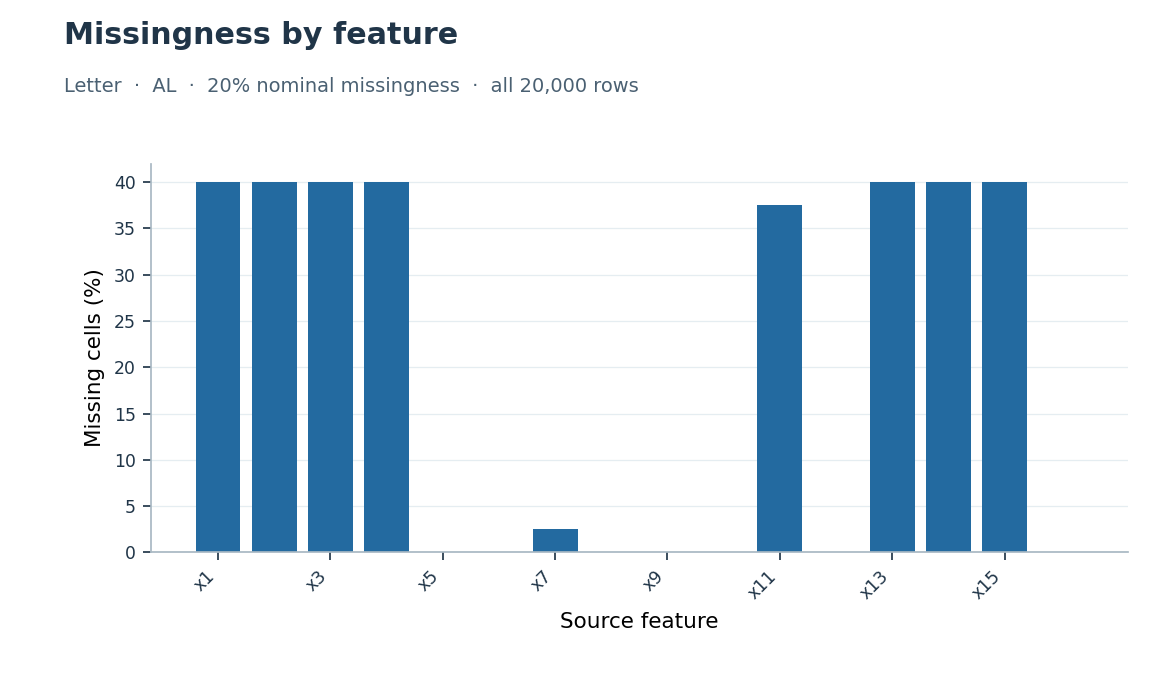 Missingness by feature
Letter · AL · 20% nominal missingness · all 20,000 rows
40
35
30
25
20
15
10
5
0
Missing cells (%)
x1 x3 x5 x7 x9 x11 x13 x15
Source feature